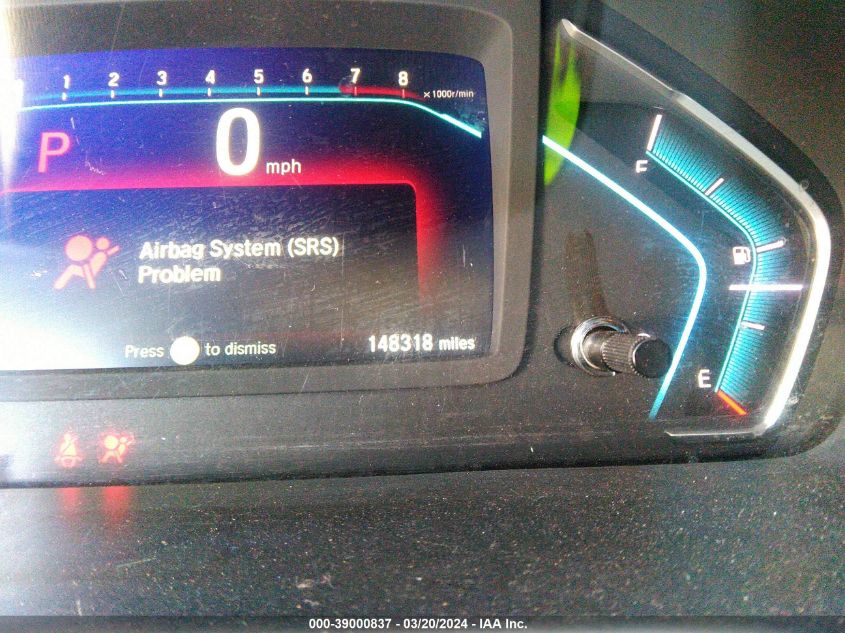 1 2 3 4 5 6 7 8
x1000r/min
P
0 mph
Airbag System (SRS)
Problem
Press to dismiss
148318 miles
F
E
000-39000837 - 03/20/2024 - IAA Inc.